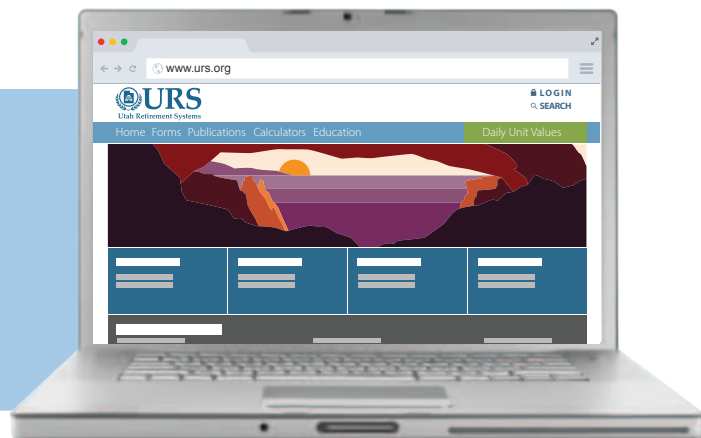 www.urs.org
URS
Utah Retirement Systems
LOGIN
SEARCH
Home Forms Publications Calculators Education Daily Unit Values